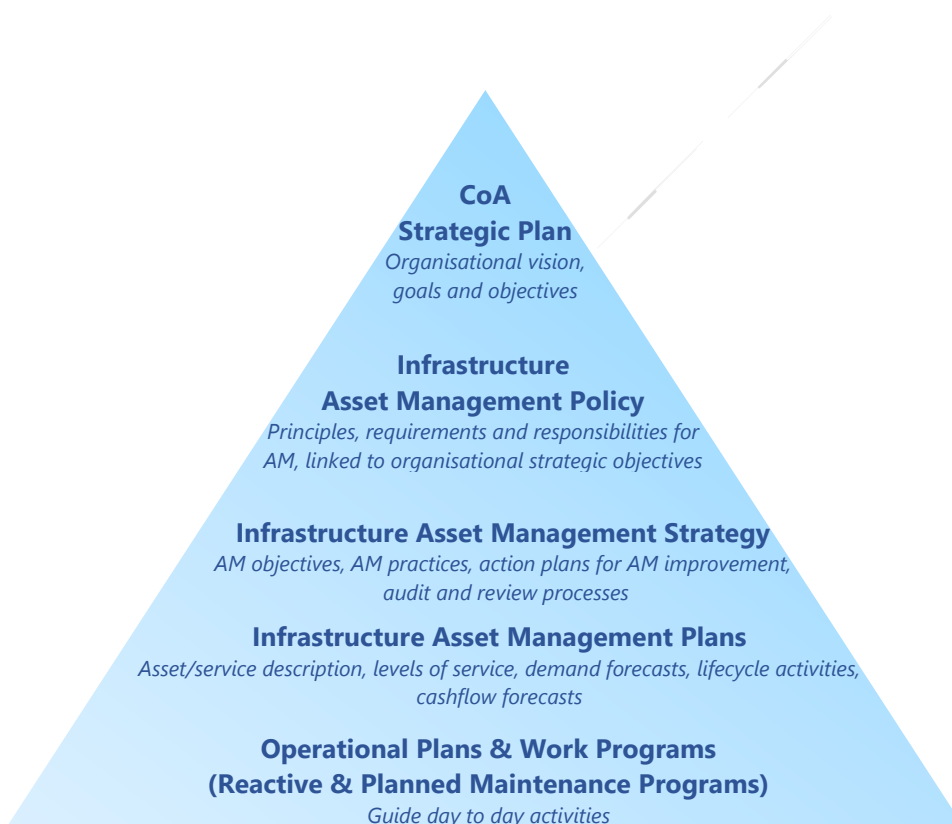 CoA
Strategic Plan
Organisational vision,
goals and objectives
Infrastructure
Asset Management Policy
Principles, requirements and responsibilities for
AM, linked to organisational strategic objectives
Infrastructure Asset Management Strategy
AM objectives, AM practices, action plans for AM improvement,
audit and review processes
Infrastructure Asset Management Plans
Asset/service description, levels of service, demand forecasts, lifecycle activities,
cashflow forecasts
Operational Plans & Work Programs
(Reactive & Planned Maintenance Programs)
Guide day to day activities